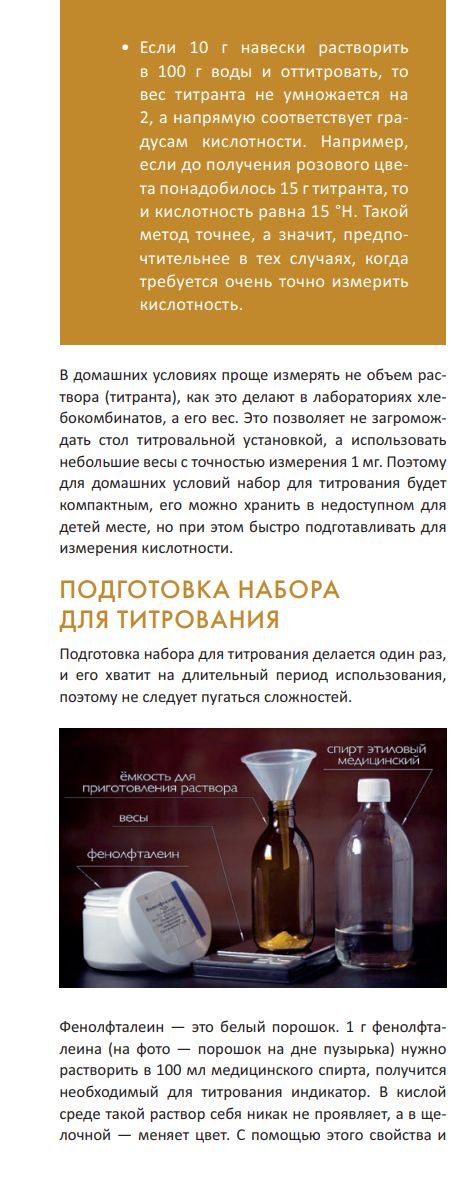 • Если 10 г навески растворить
в 100 г воды и оттитровать, то
вес титранта не умножается на
2, а напрямую соответствует гра-
дусам кислотности. Например,
если до получения розового цве-
та понадобилось 15 г титранта, то
и кислотность равна 15 °Н. Такой
метод точнее, а значит, предпо-
чтительнее в тех случаях, когда
требуется очень точно измерить
кислотность.
В домашних условиях проще измерять не объем рас-
твора (титранта), как это делают в лабораториях хле-
бокомбинатов, а его вес. Это позволяет не загромож-
дать стол титровальной установкой, а использовать
небольшие весы с точностью измерения 1 мг. Поэтому
для домашних условий набор для титрования будет
компактным, его можно хранить в недоступном для
детей месте, но при этом быстро подготавливать для
измерения кислотности.
ПОДГОТОВКА НАБОРА
ДЛЯ ТИТРОВАНИЯ
Подготовка набора для титрования делается один раз,
и его хватит на длительный период использования,
поэтому не следует пугаться сложностей.
спирт этиловый
медицинский
ёмкость для
приготовления раствора
весы
фенолфталеин
Фенолфталеин
Фенолфталеин — это белый порошок. 1 г фенолфта-
леина (на фото — порошок на дне пузырька) нужно
растворить в 100 мл медицинского спирта, получится
необходимый для титрования индикатор. В кислой
среде такой раствор себя никак не проявляет, а в ще-
лочной — меняет цвет. С помощью этого свойства и